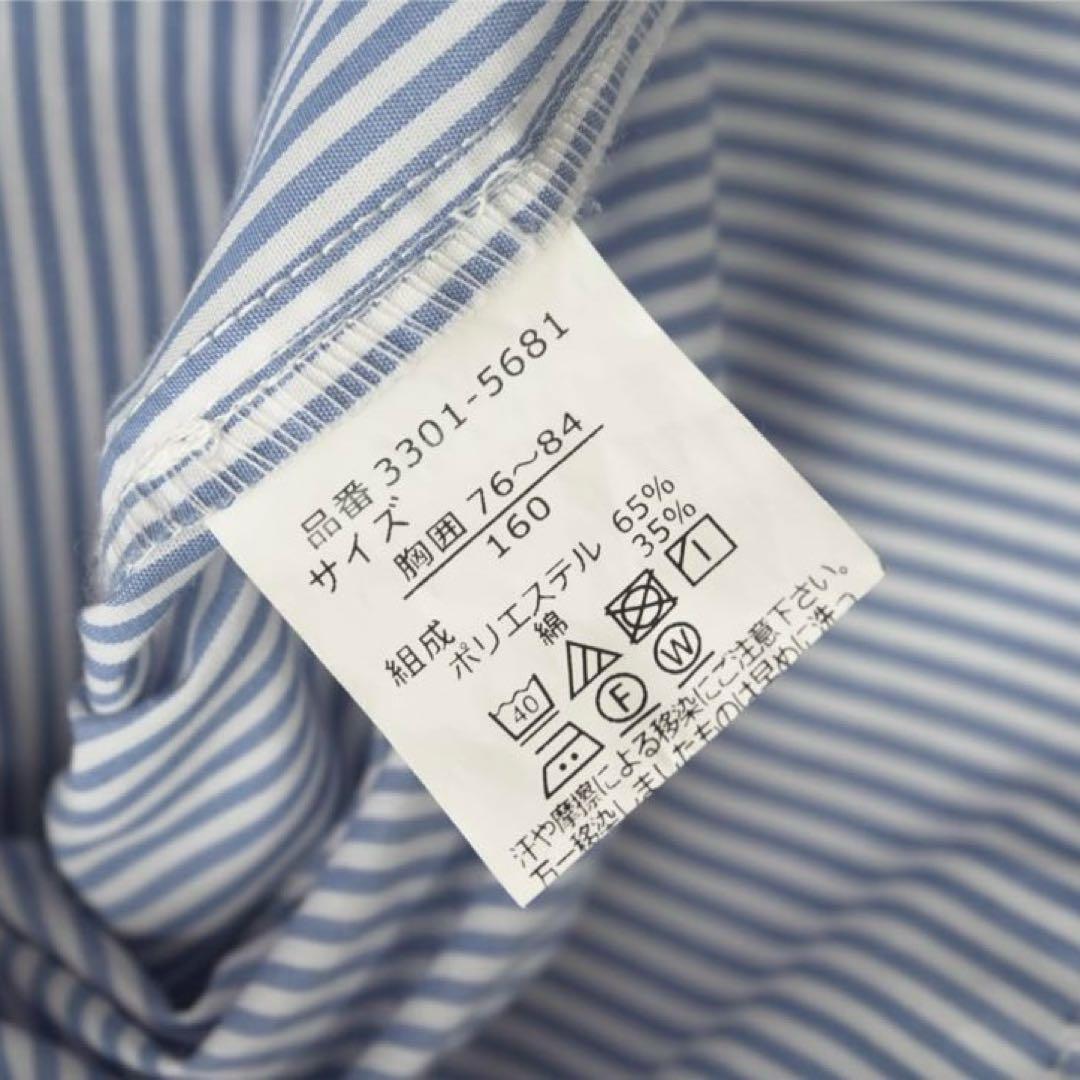 品番 3301-5681
サイズ
胸囲 76～84
160
組成
ポリエステル 65%
綿 35%
40
F W
汗や摩擦による移染にご注意下さい。
万一移染しましたものは早めに洗っ